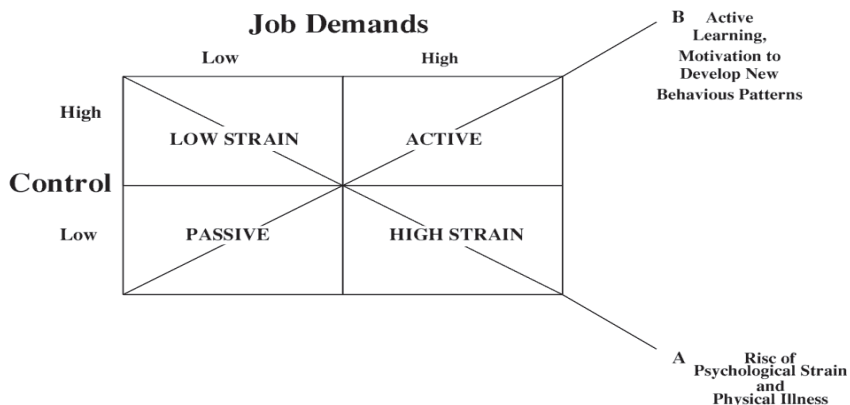 Job Demands
Low
High
B Active
Learning,
Motivation to
Develop New
Behavious Patterns
High
LOW STRAIN
ACTIVE
Control
Low
PASSIVE
HIGH STRAIN
A Risc of
Psychological Strain
and
Physical Illness